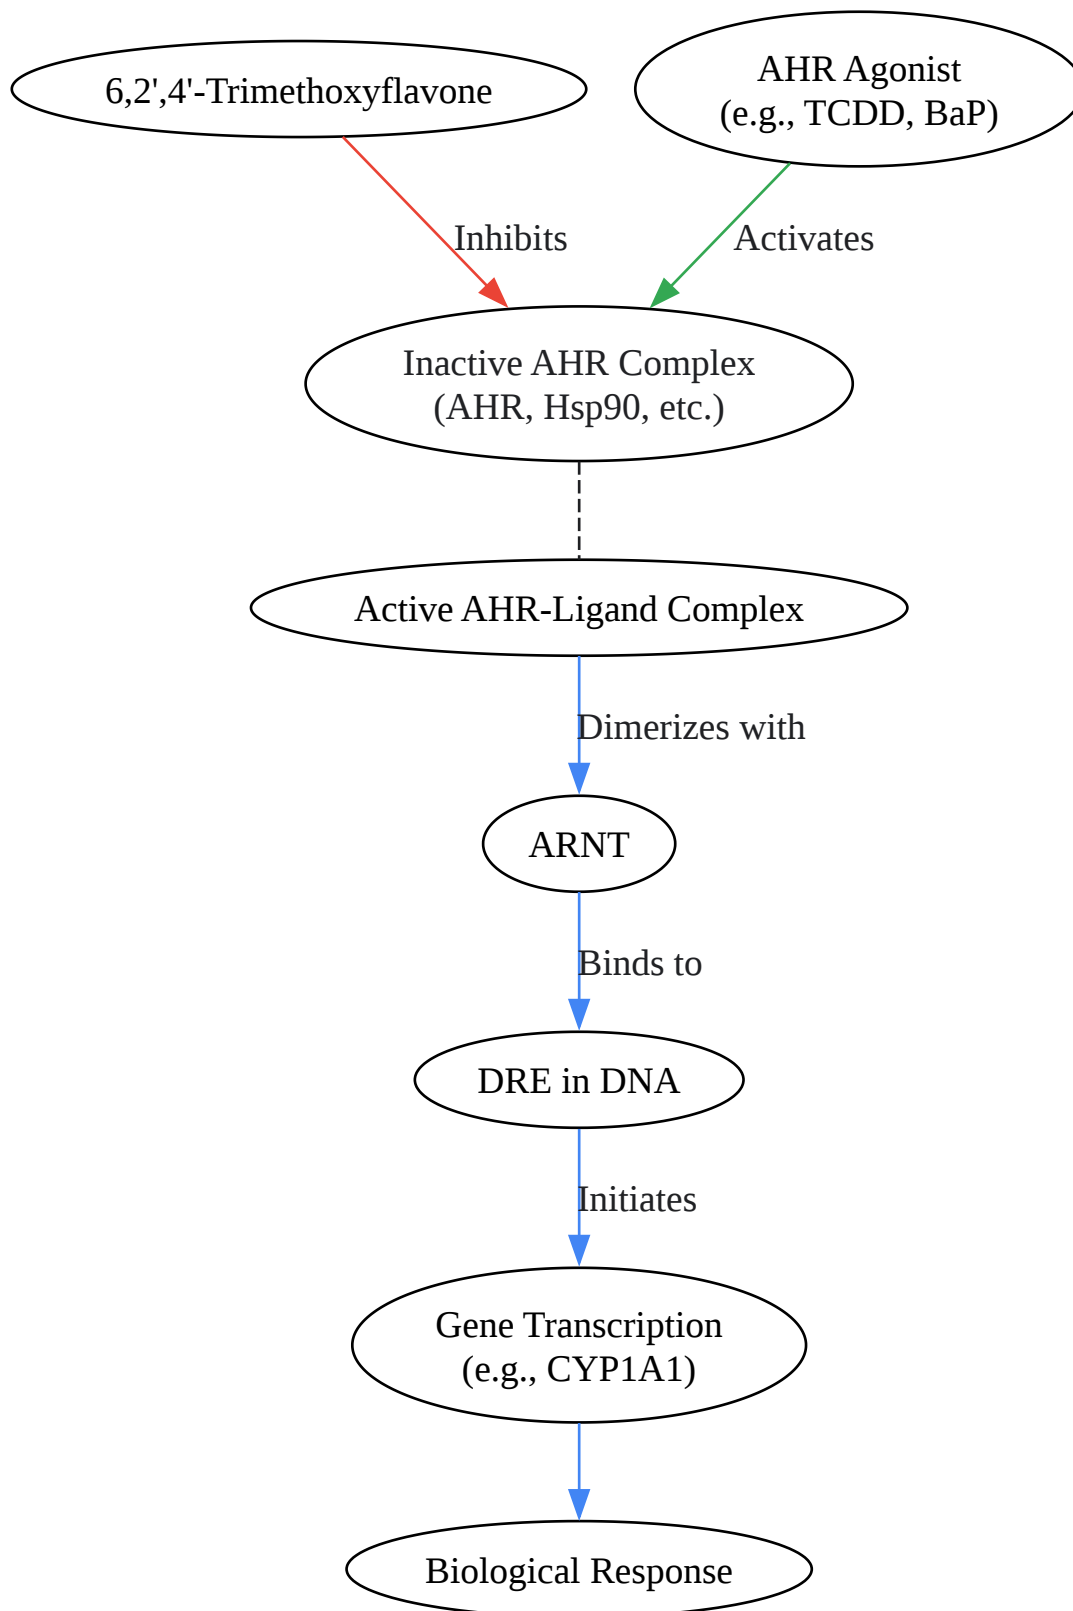 6,2',4'-Trimethoxyflavone
AHR Agonist
(e.g., TCDD, BaP)
Inhibits
Activates
Inactive AHR Complex
(AHR, Hsp90, etc.)
Active AHR-Ligand Complex
Dimerizes with
ARNT
Binds to
DRE in DNA
Initiates
Gene Transcription
(e.g., CYP1A1)
Biological Response